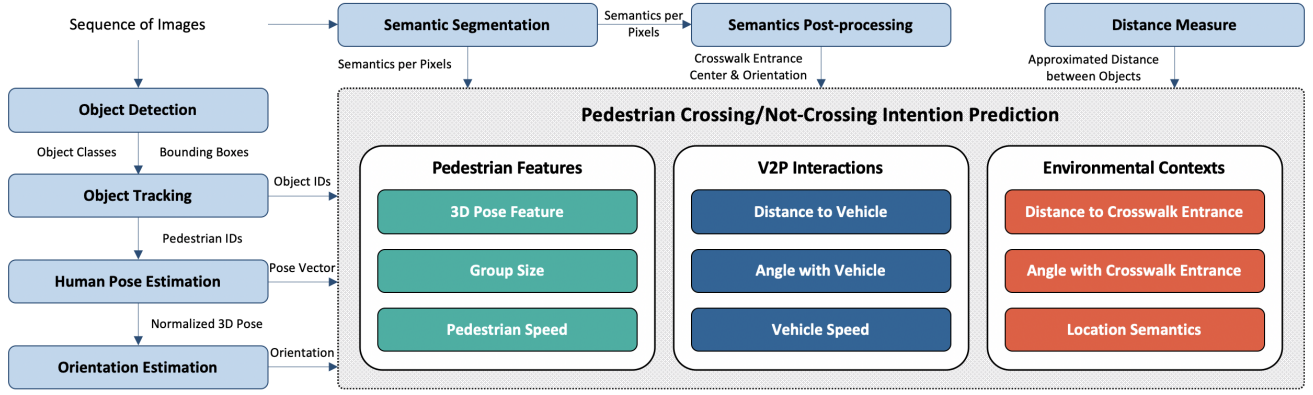 Sequence of Images
Semantic Segmentation
Semantics per
Pixels
Semantics Post-processing
Distance Measure
Semantics per Pixels
Crosswalk Entrance
Center & Orientation
Approximated Distance
between Objects
Object Detection
Object Classes
Bounding Boxes
Object Tracking
Object IDs
Pedestrian IDs
Human Pose Estimation
Pose Vector
Normalized 3D Pose
Orientation Estimation
Orientation
Pedestrian Crossing/Not-Crossing Intention Prediction
Pedestrian Features
3D Pose Feature
Group Size
Pedestrian Speed
V2P Interactions
Distance to Vehicle
Angle with Vehicle
Vehicle Speed
Environmental Contexts
Distance to Crosswalk Entrance
Angle with Crosswalk Entrance
Location Semantics